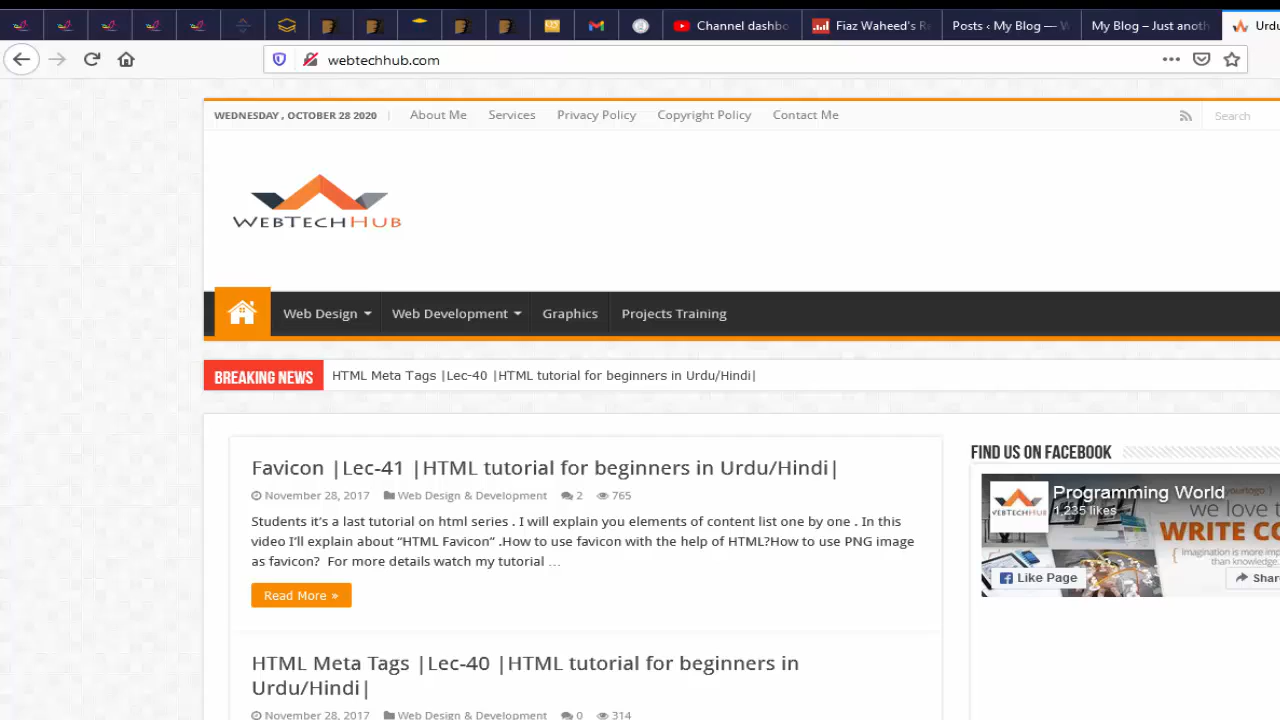 Channel dashbo
Fiaz Waheed's R
Posts ‹ My Blog —
My Blog – Just anoth
Urdu
webtechhub.com
WEDNESDAY , OCTOBER 28 2020
About Me
Services
Privacy Policy
Copyright Policy
Contact Me
Search
WEBTECHHUB
Web Design
Web Development
Graphics
Projects Training
BREAKING NEWS
HTML Meta Tags |Lec-40 |HTML tutorial for beginners in Urdu/Hindi|
Favicon |Lec-41 |HTML tutorial for beginners in Urdu/Hindi|
November 28, 2017 Web Design & Development 2 765
Students it’s a last tutorial on html series . I will explain you elements of content list one by one . In this
video I’ll explain about “HTML Favicon” .How to use favicon with the help of HTML?How to use PNG image
as favicon? For more details watch my tutorial …
Read More »
HTML Meta Tags |Lec-40 |HTML tutorial for beginners in
Urdu/Hindi|
November 28, 2017 Web Design & Development 0 314
FIND US ON FACEBOOK
Programming World
1,235 likes
we love t
WRITE CO
Imagination is more imp
than knowledge.
Like Page
Shar